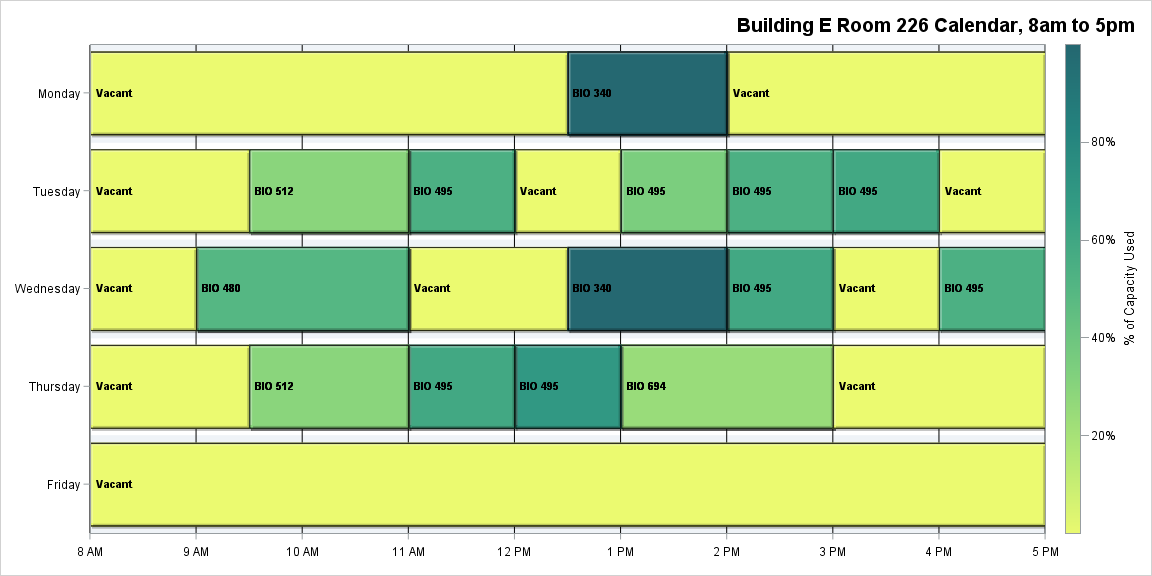 Building E Room 226 Calendar, 8am to 5pm
Monday
Vacant
BIO 340
Vacant
Tuesday
Vacant
BIO 512
BIO 495
Vacant
BIO 495
BIO 495
BIO 495
Vacant
Wednesday
Vacant
BIO 480
Vacant
BIO 340
BIO 495
Vacant
BIO 495
Thursday
Vacant
BIO 512
BIO 495
BIO 495
BIO 694
Vacant
Friday
Vacant
8 AM
9 AM
10 AM
11 AM
12 PM
1 PM
2 PM
3 PM
4 PM
5 PM
80%
60%
40%
20%
% of Capacity Used